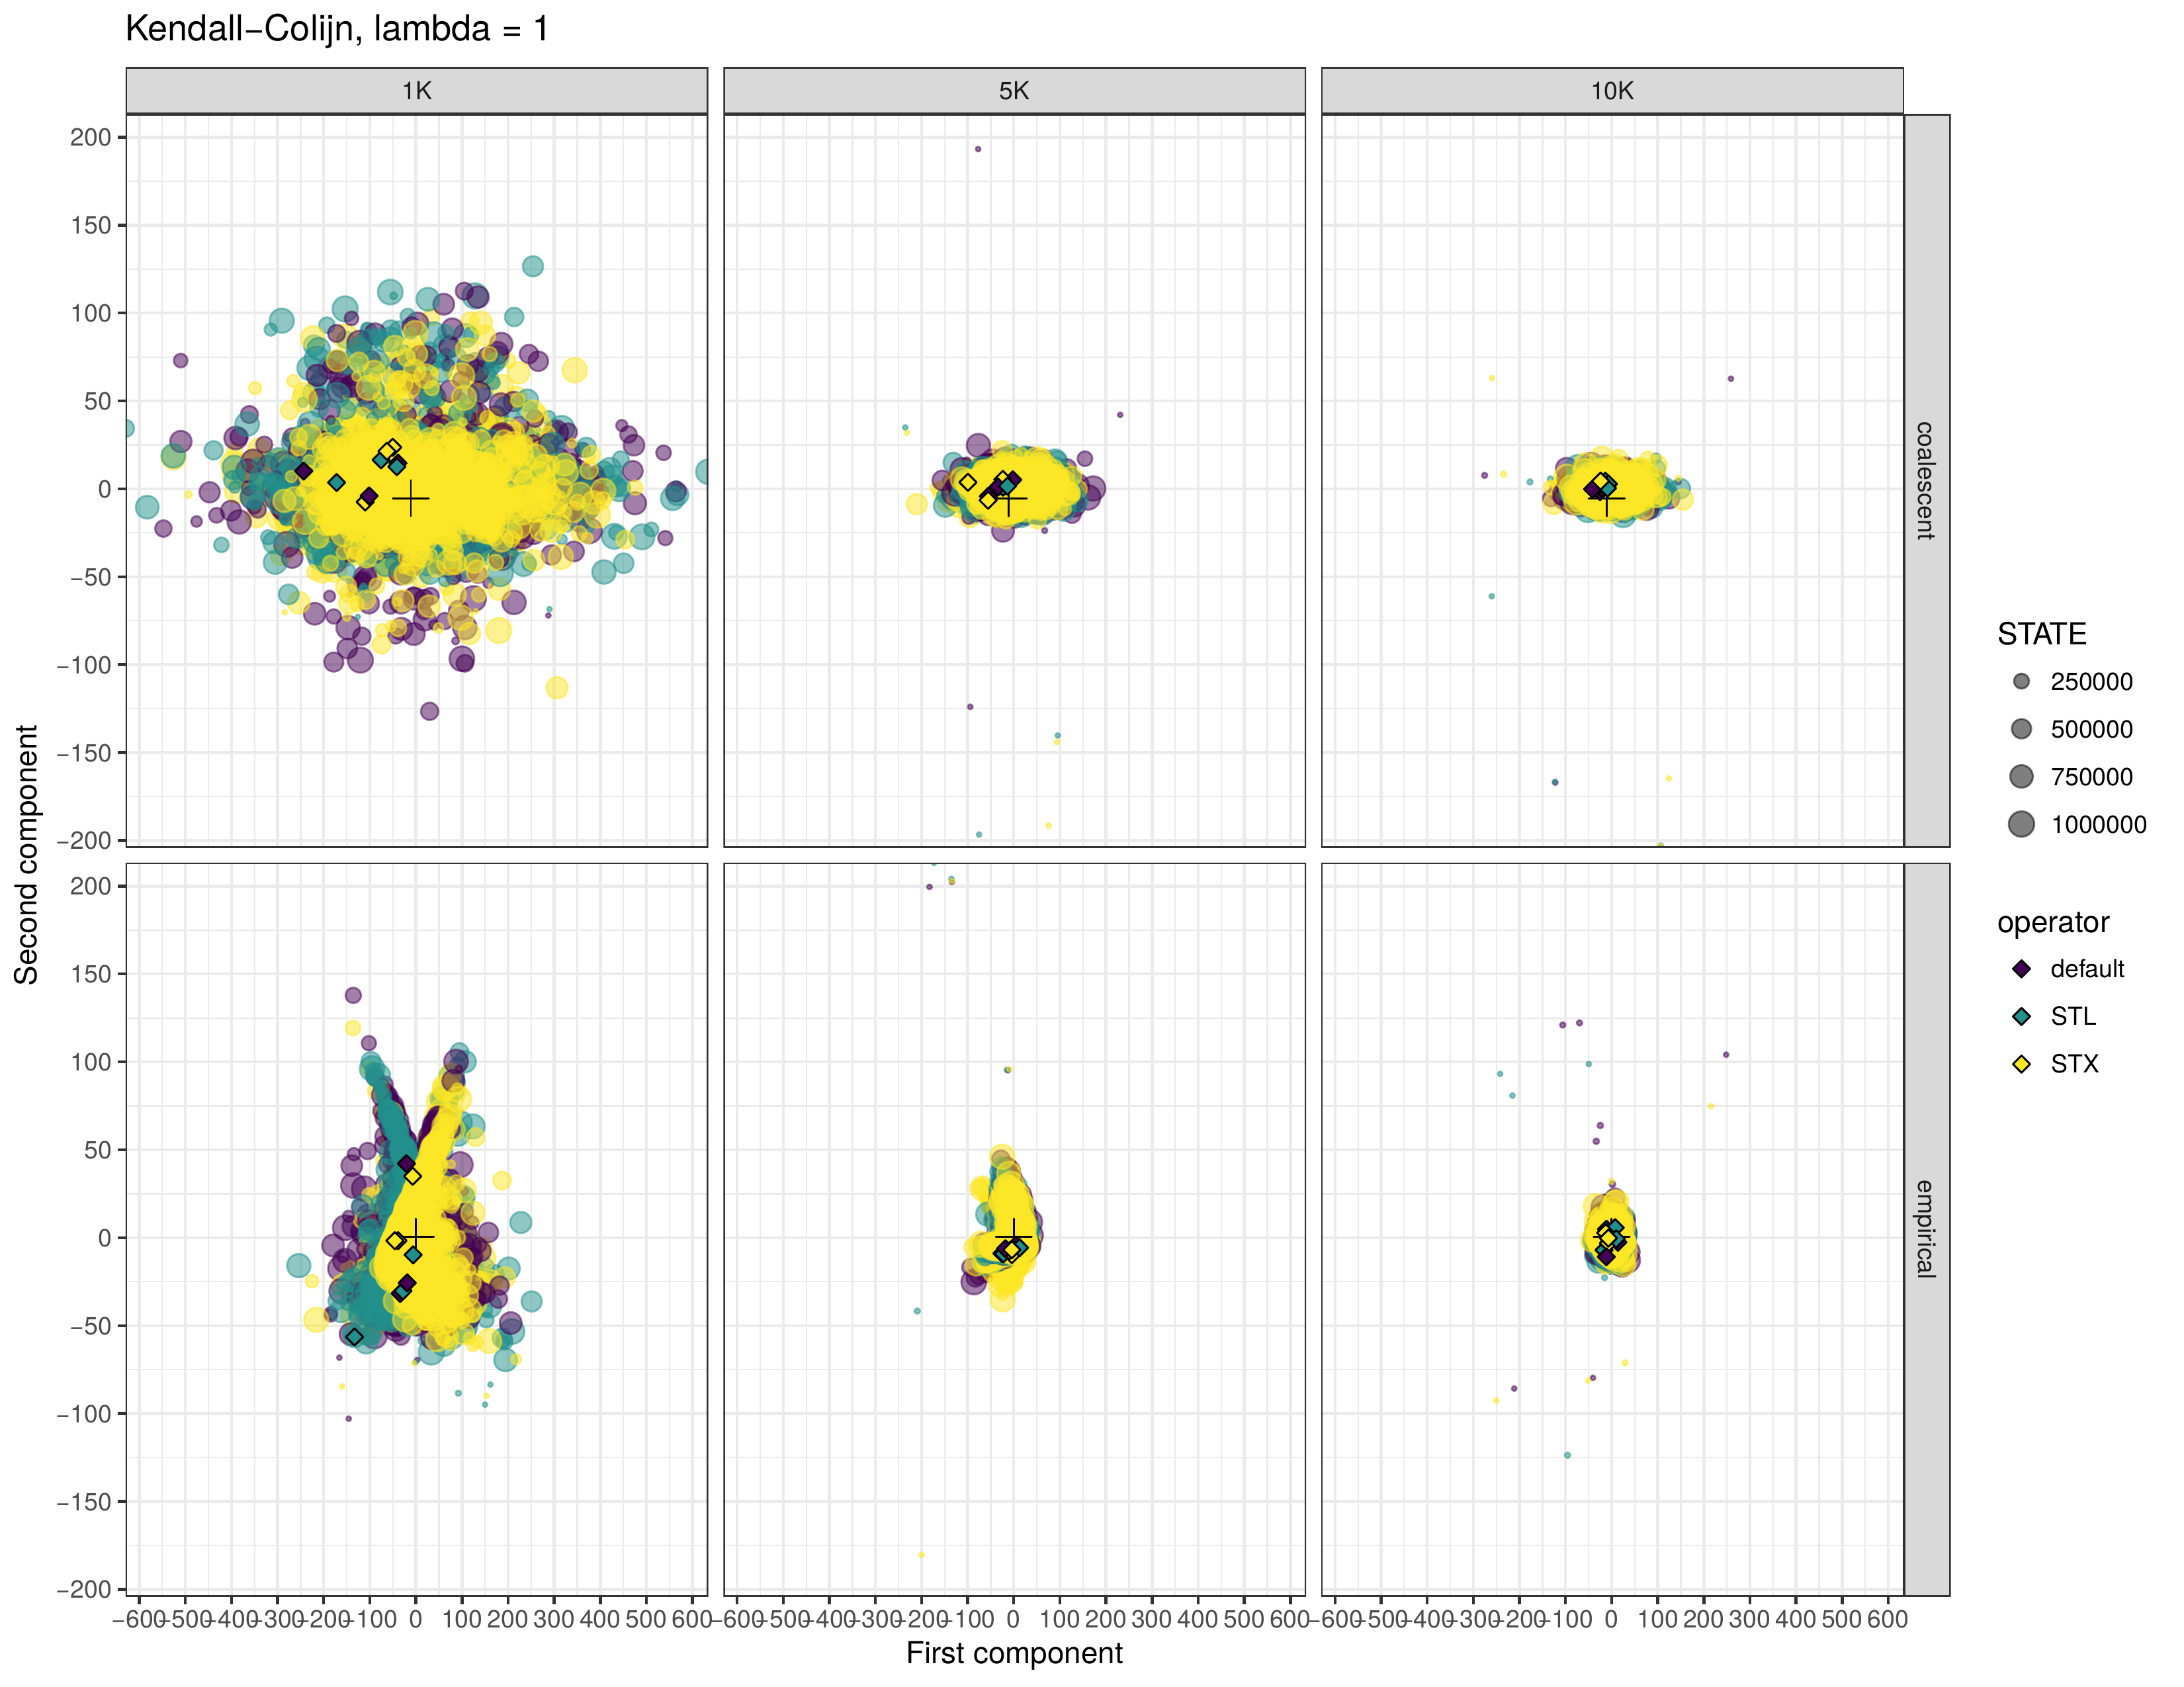 Kendall−Colijn, lambda = 1
1K 5K 10K
200
150
100
50
0
−50
−100
−150
−200
coalescent
200
150
100
50
0
−50
−100
−150
−200
empirical
−600 −500 −400 −300 −200 −100 0 100 200 300 400 500 600 −600 −500 −400 −300 −200 −100 0 100 200 300 400 500 600 −600 −500 −400 −300 −200 −100 0 100 200 300 400 500 600
First component
Second component
STATE
250000
500000
750000
1000000
operator
default
STL
STX